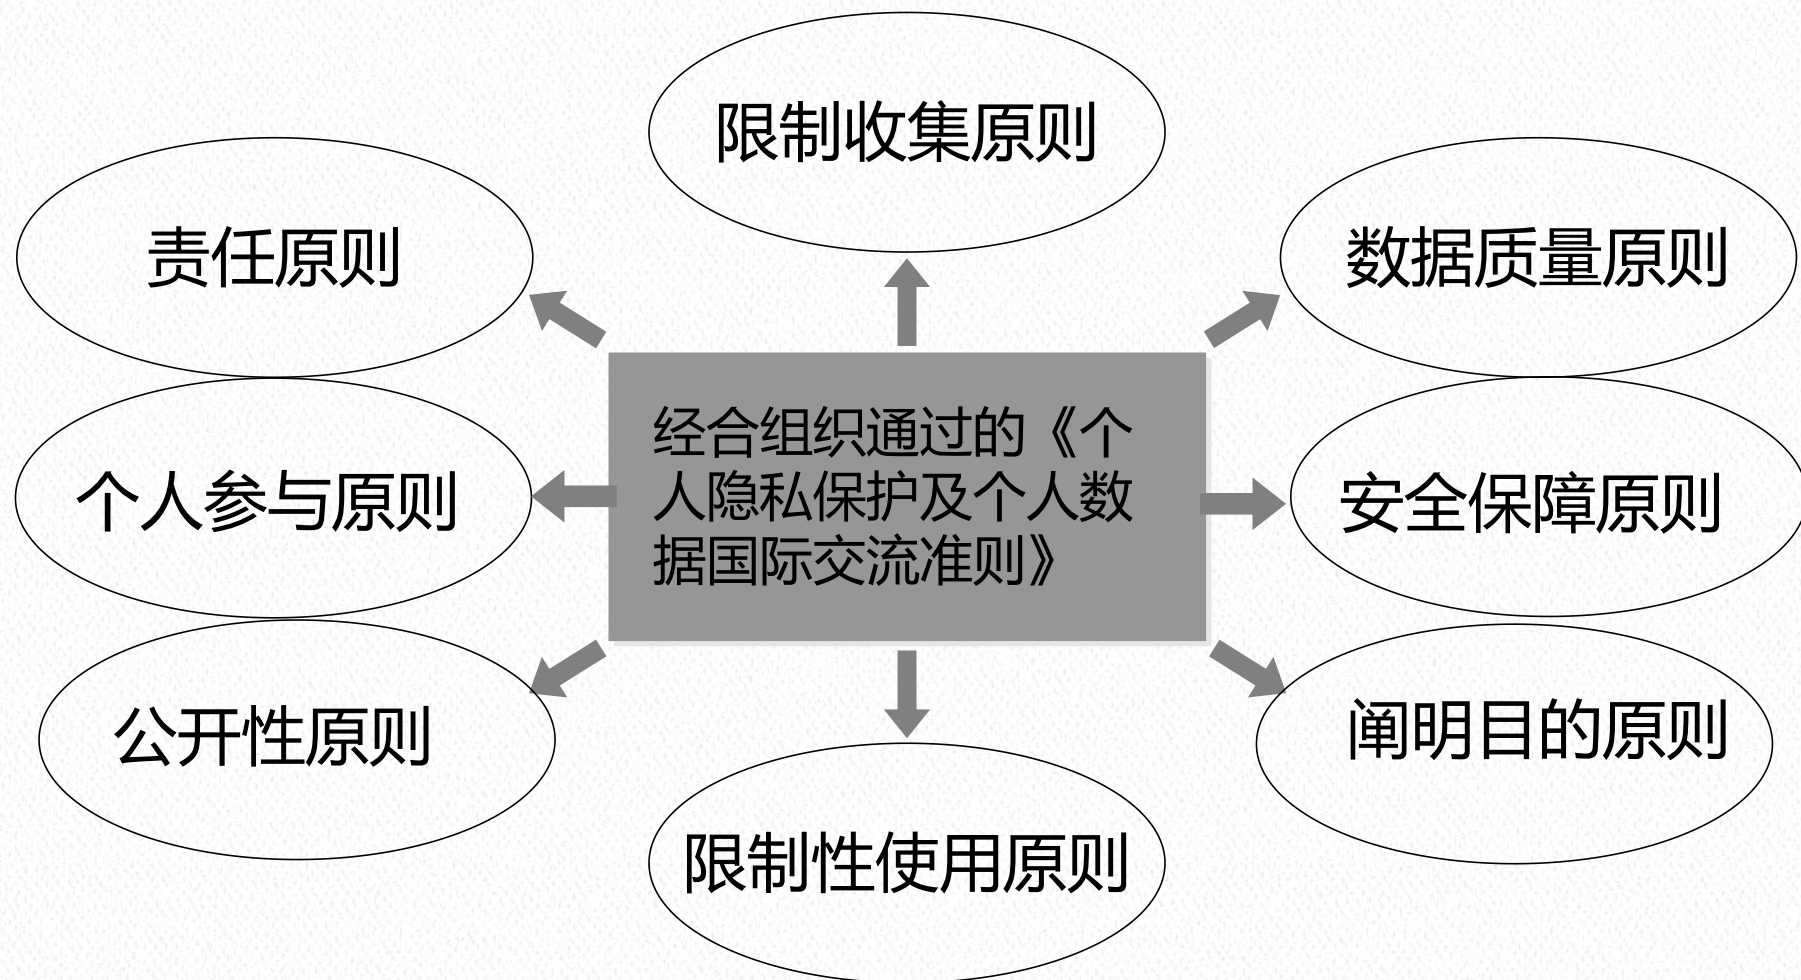 限制收集原则
责任原则
数据质量原则
经合组织通过的《个
人隐私保护及个人数
据国际交流准则》
个人参与原则
安全保障原则
公开性原则
阐明目的原则
限制性使用原则